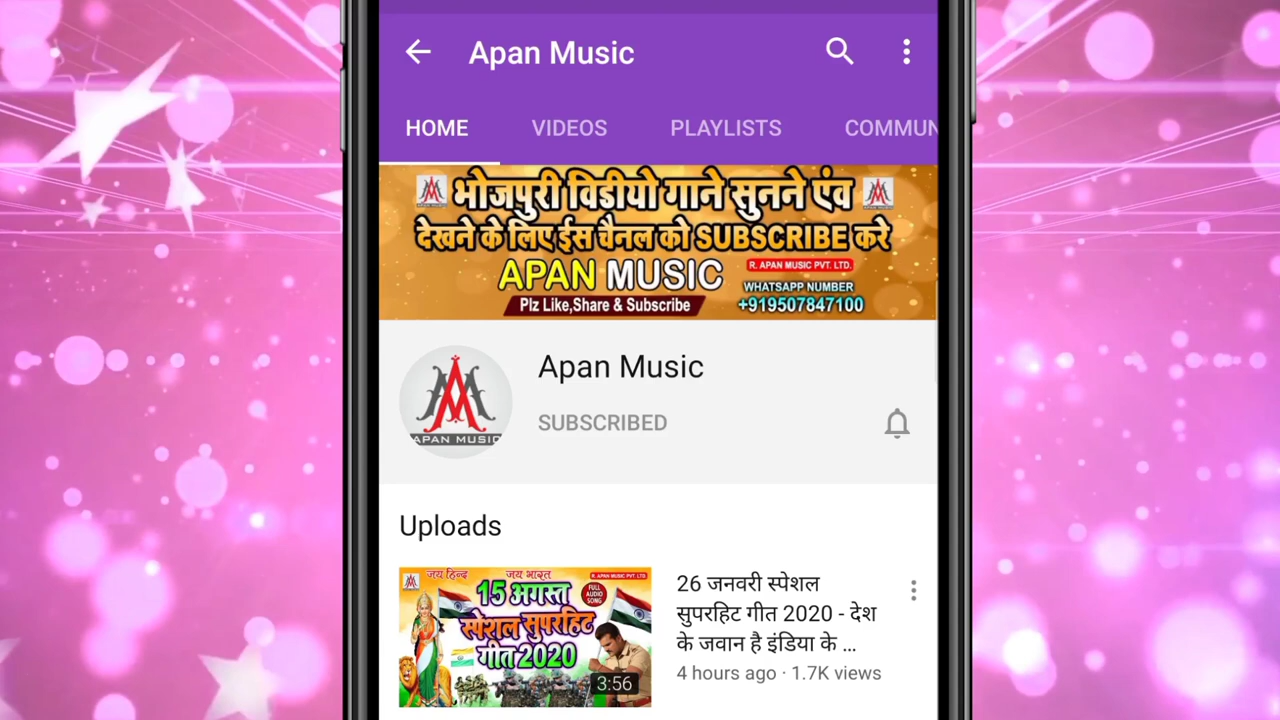 Apan Music
HOME VIDEOS PLAYLISTS COMMUN
भोजपुरी विडीयो गाने सुनने एंव
देखने के लिए ईस चैनल को SUBSCRIBE करे
APAN MUSIC
R. APAN MUSIC PVT. LTD.
WHATSAPP NUMBER
Plz Like,Share & Subscribe
+919507847100
Apan Music
APAN MUSIC
SUBSCRIBED
Uploads
जय हिन्द जय भारत
R. APAN MUSIC PVT. LTD
15 अगस्त
FULL
AUDIO
SONG
स्पेशल सुपरहिट
गीत 2020
3:56
26 जनवरी स्पेशल
सुपरहिट गीत 2020 - देश
के जवान है इंडिया के ...
4 hours ago · 1.7K views